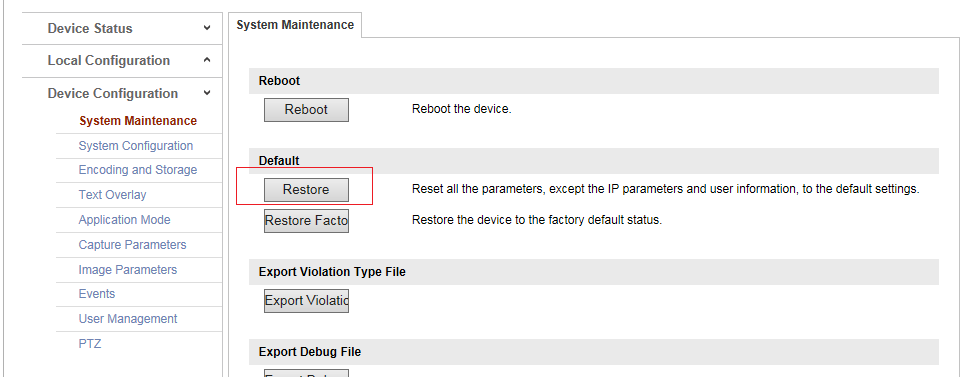 Device Status
Local Configuration
Device Configuration
System Maintenance
System Configuration
Encoding and Storage
Text Overlay
Application Mode
Capture Parameters
Image Parameters
Events
User Management
PTZ
System Maintenance
Reboot
Reboot Reboot the device.
Default
Restore Reset all the parameters, except the IP parameters and user information, to the default settings.
Restore Facto Restore the device to the factory default status.
Export Violation Type File
Export Violatic
Export Debug File